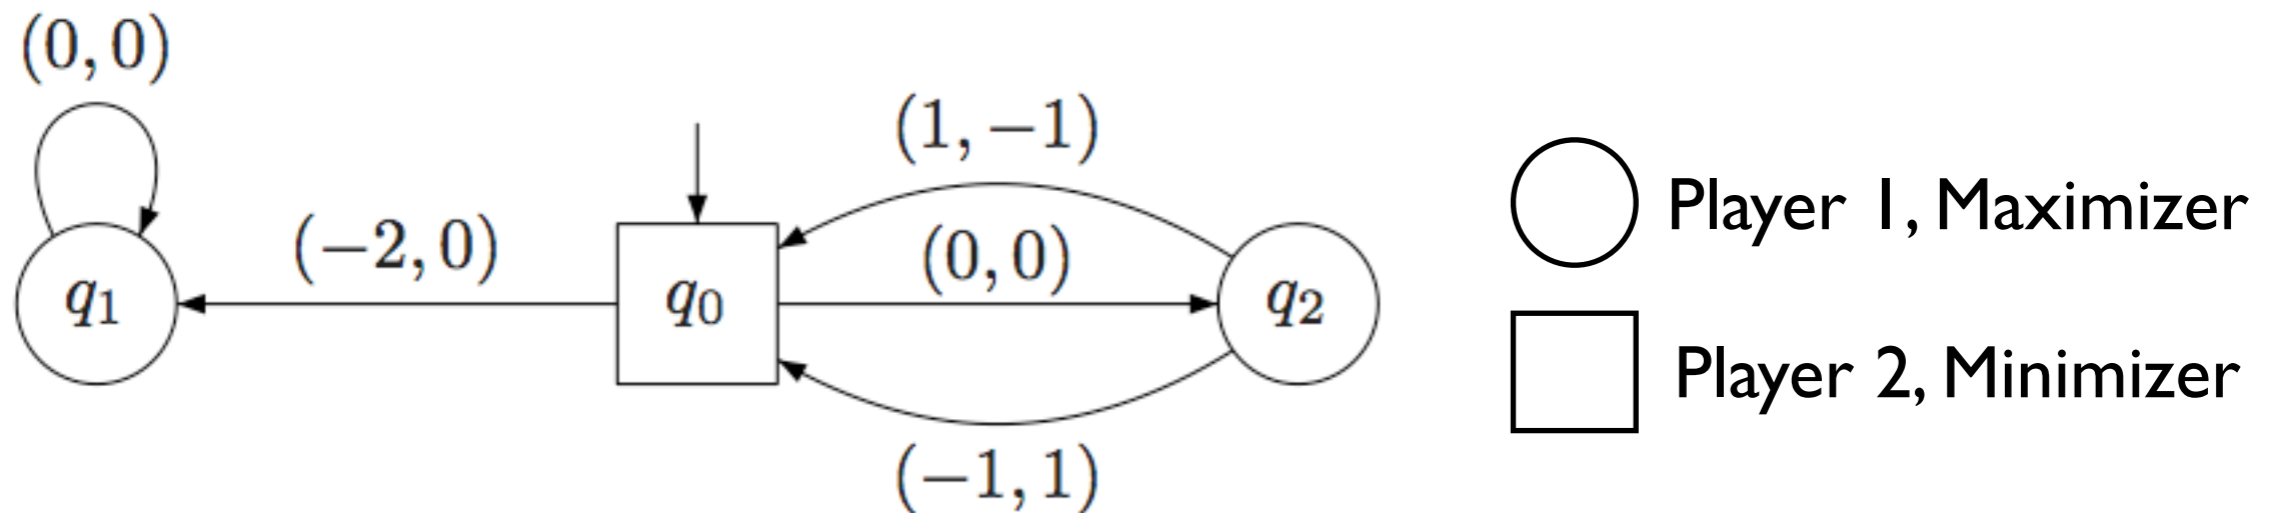 (0, 0)
(1, −1)
(−2, 0)
(0, 0)
q1
q0
q2
(−1, 1)
Player 1, Maximizer
Player 2, Minimizer